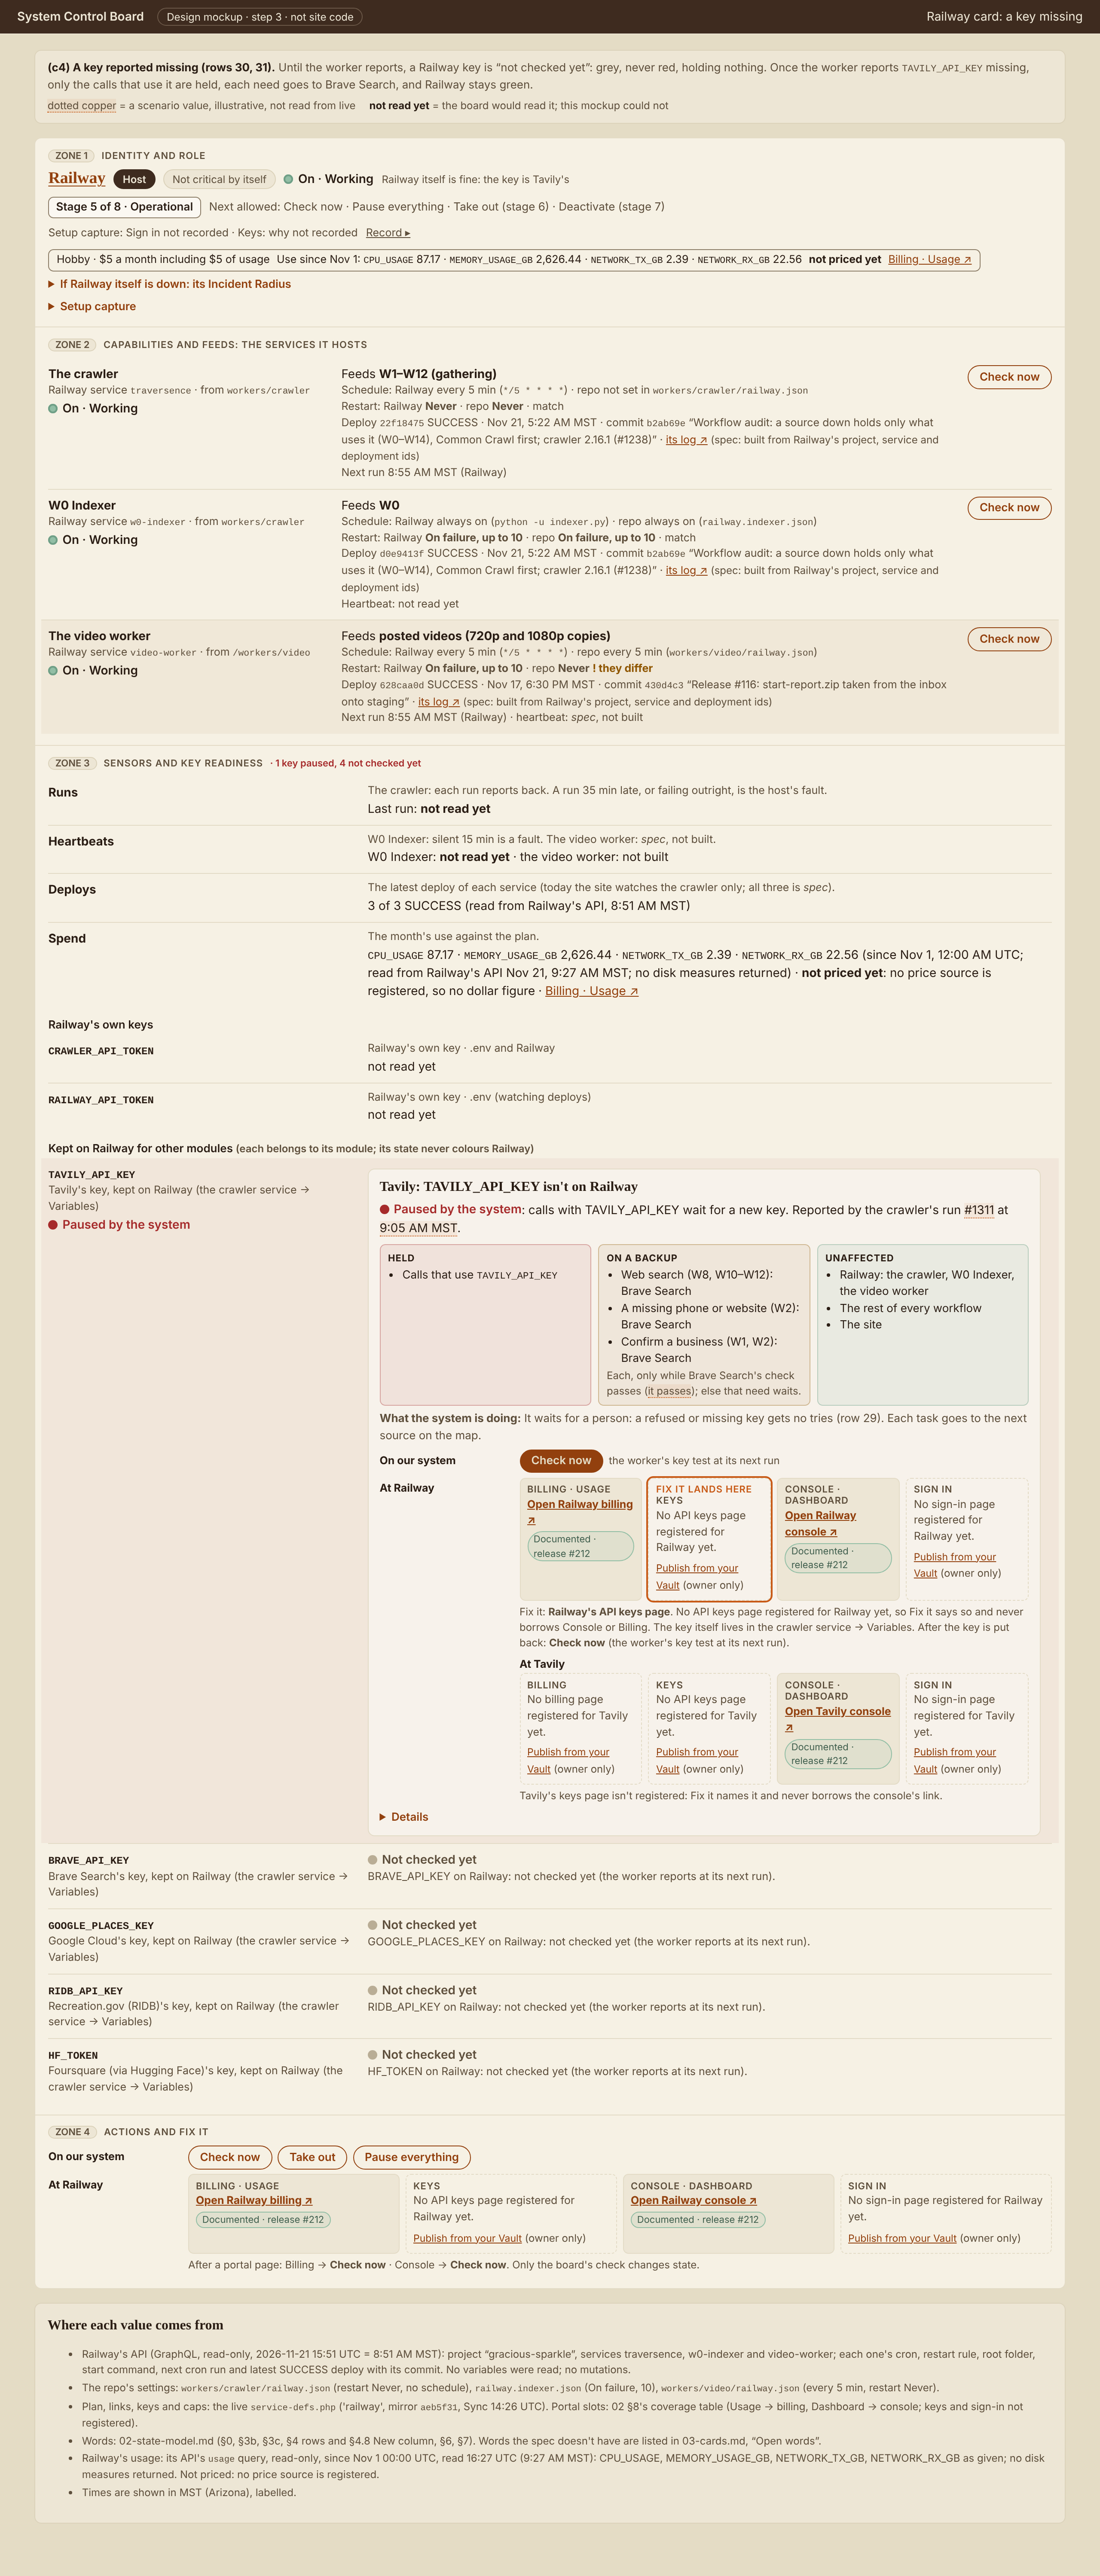 System Control Board
Design mockup · step 3 · not site code
Railway card: a key missing
(c4) A key reported missing (rows 30, 31). Until the worker reports, a Railway key is “not checked yet”: grey, never red, holding nothing. Once the worker reports TAVILY_API_KEY missing,
only the calls that use it are held, each need goes to Brave Search, and Railway stays green.
dotted copper = a scenario value, illustrative, not read from live not read yet = the board would read it; this mockup could not
ZONE 1 IDENTITY AND ROLE
Railway Host Not critical by itself On · Working Railway itself is fine: the key is Tavily's
Stage 5 of 8 · Operational Next allowed: Check now · Pause everything · Take out (stage 6) · Deactivate (stage 7)
Setup capture: Sign in not recorded · Keys: why not recorded Record ▸
Hobby · $5 a month including $5 of usage Use since Nov 1: CPU_USAGE 87.17 · MEMORY_USAGE_GB 2,626.44 · NETWORK_TX_GB 2.39 · NETWORK_RX_GB 22.56 not priced yet Billing · Usage ↗
▶ If Railway itself is down: its Incident Radius
▶ Setup capture
ZONE 2 CAPABILITIES AND FEEDS: THE SERVICES IT HOSTS
The crawler
Railway service traversence · from workers/crawler
On · Working
Feeds W1–W12 (gathering)
Schedule: Railway every 5 min (*/5 * * * *) · repo not set in workers/crawler/railway.json
Restart: Railway Never · repo Never · match
Deploy 22f18475 SUCCESS · Nov 21, 5:22 AM MST · commit b2ab69e “Workflow audit: a source down holds only what
uses it (W0–W14), Common Crawl first; crawler 2.16.1 (#1238)” · its log ↗ (spec: built from Railway's project, service and
deployment ids)
Next run 8:55 AM MST (Railway)
Check now
W0 Indexer
Railway service w0-indexer · from workers/crawler
On · Working
Feeds W0
Schedule: Railway always on (python -u indexer.py) · repo always on (railway.indexer.json)
Restart: Railway On failure, up to 10 · repo On failure, up to 10 · match
Deploy d0e9413f SUCCESS · Nov 21, 5:22 AM MST · commit b2ab69e “Workflow audit: a source down holds only what
uses it (W0–W14), Common Crawl first; crawler 2.16.1 (#1238)” · its log ↗ (spec: built from Railway's project, service and
deployment ids)
Heartbeat: not read yet
Check now
The video worker
Railway service video-worker · from /workers/video
On · Working
Feeds posted videos (720p and 1080p copies)
Schedule: Railway every 5 min (*/5 * * * *) · repo every 5 min (workers/video/railway.json)
Restart: Railway On failure, up to 10 · repo Never ! they differ
Deploy 628caa0d SUCCESS · Nov 17, 6:30 PM MST · commit 430d4c3 “Release #116: start-report.zip taken from the inbox
onto staging” · its log ↗ (spec: built from Railway's project, service and deployment ids)
Next run 8:55 AM MST (Railway) · heartbeat: spec, not built
Check now
ZONE 3 SENSORS AND KEY READINESS · 1 key paused, 4 not checked yet
Runs
The crawler: each run reports back. A run 35 min late, or failing outright, is the host's fault.
Last run: not read yet
Heartbeats
W0 Indexer: silent 15 min is a fault. The video worker: spec, not built.
W0 Indexer: not read yet · the video worker: not built
Deploys
The latest deploy of each service (today the site watches the crawler only; all three is spec).
3 of 3 SUCCESS (read from Railway's API, 8:51 AM MST)
Spend
The month's use against the plan.
CPU_USAGE 87.17 · MEMORY_USAGE_GB 2,626.44 · NETWORK_TX_GB 2.39 · NETWORK_RX_GB 22.56 (since Nov 1, 12:00 AM UTC;
read from Railway's API Nov 21, 9:27 AM MST; no disk measures returned) · not priced yet: no price source is
registered, so no dollar figure · Billing · Usage ↗
Railway's own keys
CRAWLER_API_TOKEN
Railway's own key · .env and Railway
not read yet
RAILWAY_API_TOKEN
Railway's own key · .env (watching deploys)
not read yet
Kept on Railway for other modules (each belongs to its module; its state never colours Railway)
TAVILY_API_KEY
Tavily's key, kept on Railway (the crawler service →
Variables)
Paused by the system
Tavily: TAVILY_API_KEY isn't on Railway
Paused by the system: calls with TAVILY_API_KEY wait for a new key. Reported by the crawler's run #1311 at
9:05 AM MST.
HELD
• Calls that use TAVILY_API_KEY
ON A BACKUP
• Web search (W8, W10–W12):
Brave Search
• A missing phone or website (W2):
Brave Search
• Confirm a business (W1, W2):
Brave Search
Each, only while Brave Search's check
passes (it passes); else that need waits.
UNAFFECTED
• Railway: the crawler, W0 Indexer,
the video worker
• The rest of every workflow
• The site
What the system is doing: It waits for a person: a refused or missing key gets no tries (row 29). Each task goes to the next
source on the map.
On our system
Check now the worker's key test at its next run
At Railway
BILLING · USAGE
Open Railway billing
↗
Documented ·
release #212
FIX IT LANDS HERE
KEYS
No API keys page
registered for
Railway yet.
Publish from your
Vault (owner only)
CONSOLE ·
DASHBOARD
Open Railway
console ↗
Documented ·
release #212
SIGN IN
No sign-in page
registered for
Railway yet.
Publish from your
Vault (owner only)
Fix it: Railway's API keys page. No API keys page registered for Railway yet, so Fix it says so and never
borrows Console or Billing. The key itself lives in the crawler service → Variables. After the key is put
back: Check now (the worker's key test at its next run).
At Tavily
BILLING
No billing page
registered for Tavily
yet.
Publish from your
Vault (owner only)
KEYS
No API keys page
registered for Tavily
yet.
Publish from your
Vault (owner only)
CONSOLE ·
DASHBOARD
Open Tavily console
↗
Documented ·
release #212
SIGN IN
No sign-in page
registered for Tavily
yet.
Publish from your
Vault (owner only)
Tavily's keys page isn't registered: Fix it names it and never borrows the console's link.
▶ Details
BRAVE_API_KEY
Brave Search's key, kept on Railway (the crawler service →
Variables)
Not checked yet
BRAVE_API_KEY on Railway: not checked yet (the worker reports at its next run).
GOOGLE_PLACES_KEY
Google Cloud's key, kept on Railway (the crawler service →
Variables)
Not checked yet
GOOGLE_PLACES_KEY on Railway: not checked yet (the worker reports at its next run).
RIDB_API_KEY
Recreation.gov (RIDB)'s key, kept on Railway (the crawler
service → Variables)
Not checked yet
RIDB_API_KEY on Railway: not checked yet (the worker reports at its next run).
HF_TOKEN
Foursquare (via Hugging Face)'s key, kept on Railway (the
crawler service → Variables)
Not checked yet
HF_TOKEN on Railway: not checked yet (the worker reports at its next run).
ZONE 4 ACTIONS AND FIX IT
On our system
Check now Take out Pause everything
At Railway
BILLING · USAGE
Open Railway billing ↗
Documented · release #212
KEYS
No API keys page registered for
Railway yet.
Publish from your Vault (owner only)
CONSOLE · DASHBOARD
Open Railway console ↗
Documented · release #212
SIGN IN
No sign-in page registered for Railway
yet.
Publish from your Vault (owner only)
After a portal page: Billing → Check now · Console → Check now. Only the board's check changes state.
Where each value comes from
• Railway's API (GraphQL, read-only, 2026-11-21 15:51 UTC = 8:51 AM MST): project “gracious-sparkle”, services traversence, w0-indexer and video-worker; each one's cron, restart rule, root folder,
start command, next cron run and latest SUCCESS deploy with its commit. No variables were read; no mutations.
• The repo's settings: workers/crawler/railway.json (restart Never, no schedule), railway.indexer.json (On failure, 10), workers/video/railway.json (every 5 min, restart Never).
• Plan, links, keys and caps: the live service-defs.php ('railway', mirror aeb5f31, Sync 14:26 UTC). Portal slots: 02 §8's coverage table (Usage → billing, Dashboard → console; keys and sign-in not
registered).
• Words: 02-state-model.md (§0, §3b, §3c, §4 rows and §4.8 New column, §6, §7). Words the spec doesn't have are listed in 03-cards.md, “Open words”.
• Railway's usage: its API's usage query, read-only, since Nov 1 00:00 UTC, read 16:27 UTC (9:27 AM MST): CPU_USAGE, MEMORY_USAGE_GB, NETWORK_TX_GB, NETWORK_RX_GB as given; no disk
measures returned. Not priced: no price source is registered.
• Times are shown in MST (Arizona), labelled.